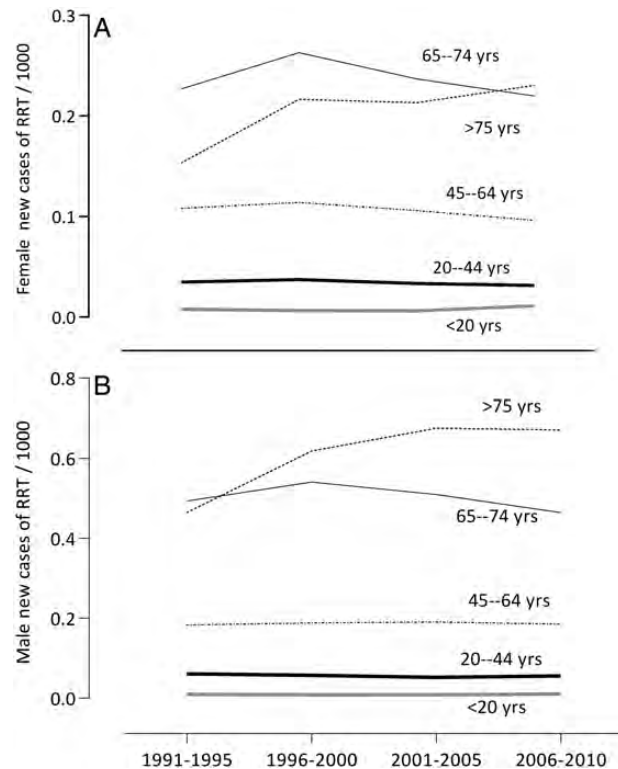 A
Female new cases of RRT / 1000
0.3
0.2
0.1
0.0
65--74 yrs
>75 yrs
45--64 yrs
20--44 yrs
<20 yrs
B
Male new cases of RRT / 1000
0.8
0.6
0.4
0.2
0.0
>75 yrs
65--74 yrs
45--64 yrs
20--44 yrs
<20 yrs
1991-1995 1996-2000 2001-2005 2006-2010